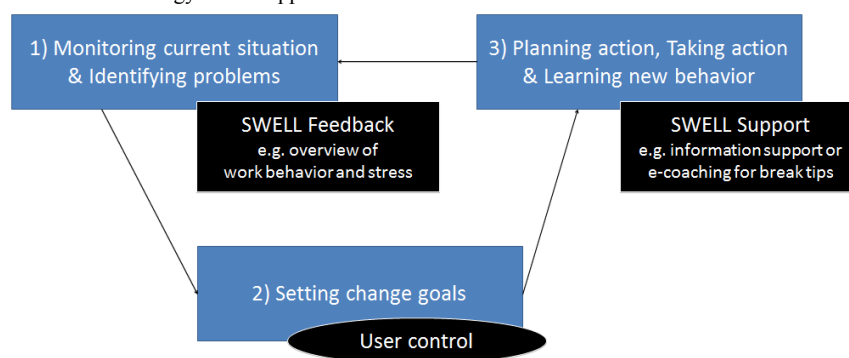 1) Monitoring current situation
& Identifying problems
3) Planning action, Taking action
& Learning new behavior
SWELL Feedback
e.g. overview of
work behavior and stress
SWELL Support
e.g. information support or
e-coaching for break tips
2) Setting change goals
User control